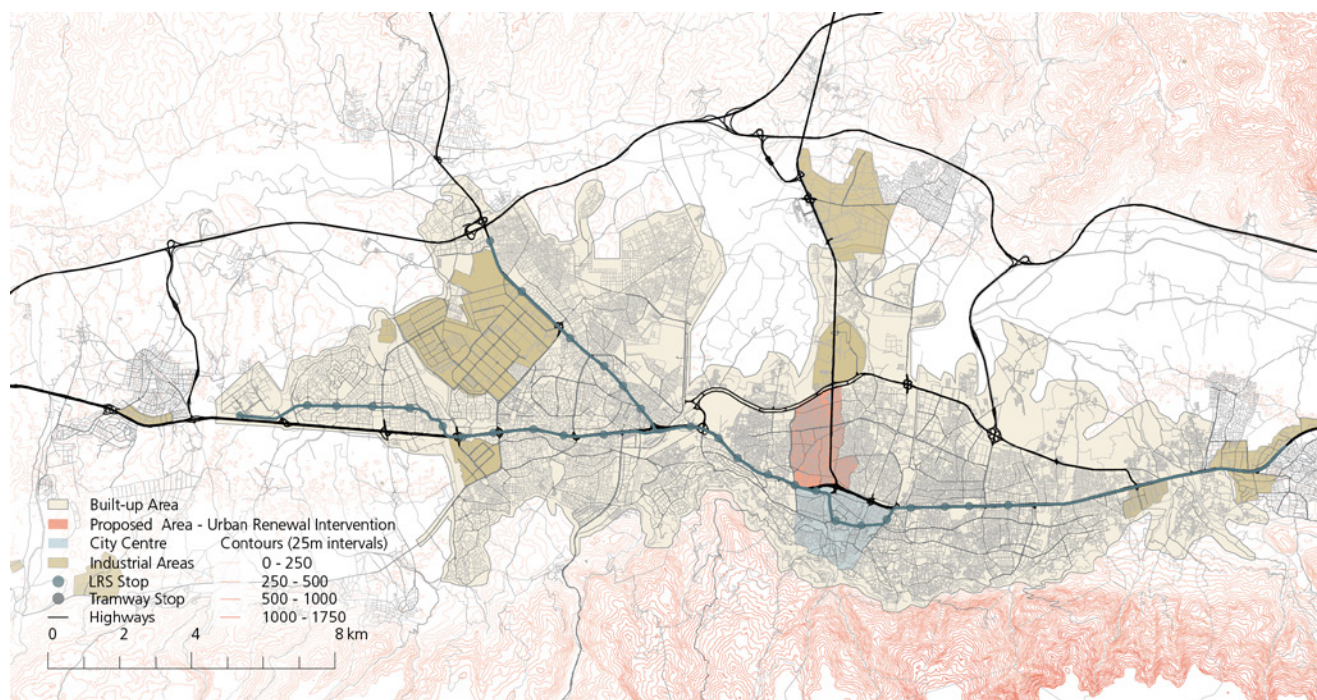 Built-up Area
Proposed Area - Urban Renewal Intervention
City Centre Contours (25m intervals)
Industrial Areas 0 - 250
LRS Stop 250 - 500
Tramway Stop 500 - 1000
Highways 1000 - 1750
0 2 4 8 km